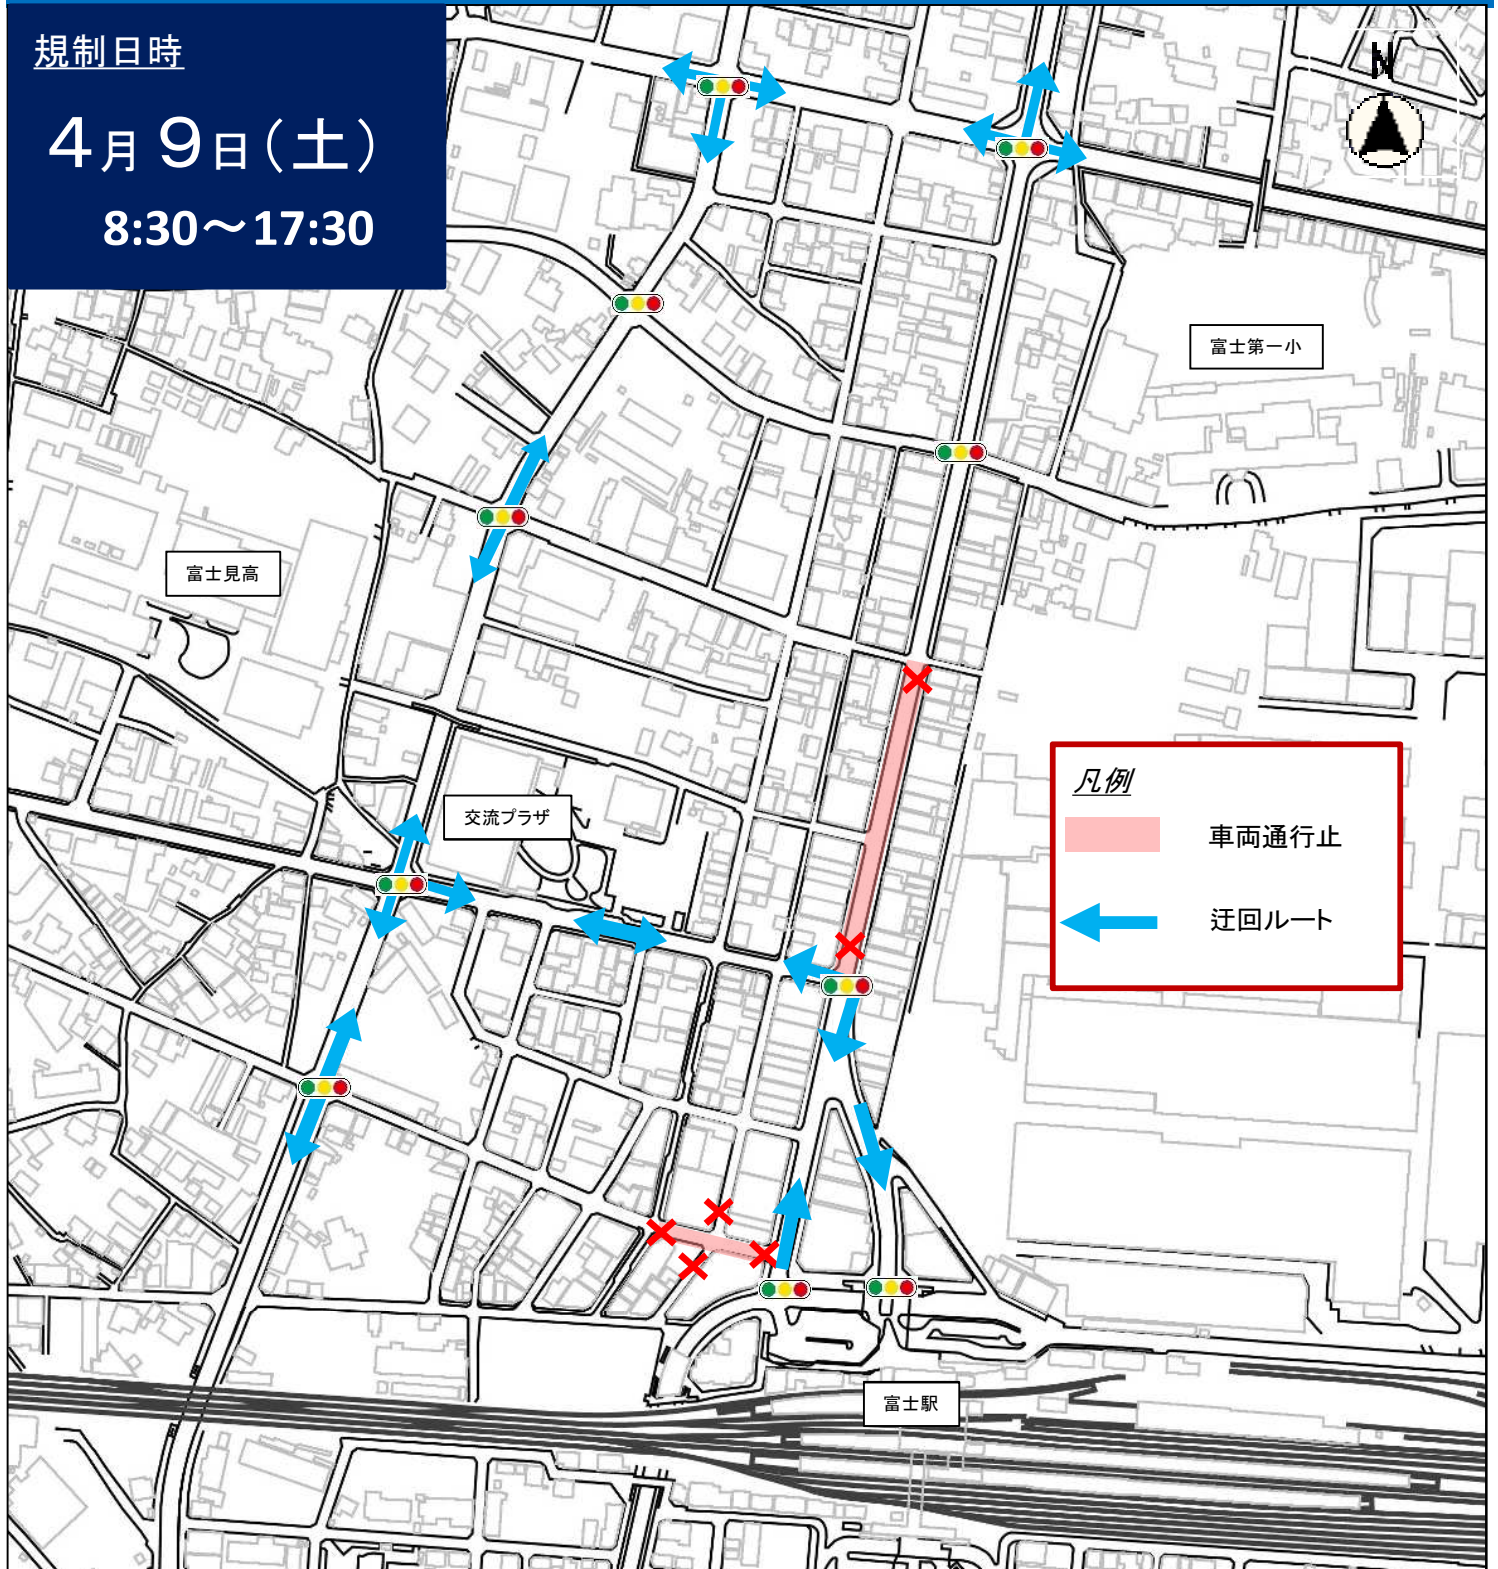 規制日時
4月9日(土)
8:30～17:30
N
富士第一小
富士見高
交流プラザ
凡例
車両通行止
迂回ルート
富士駅